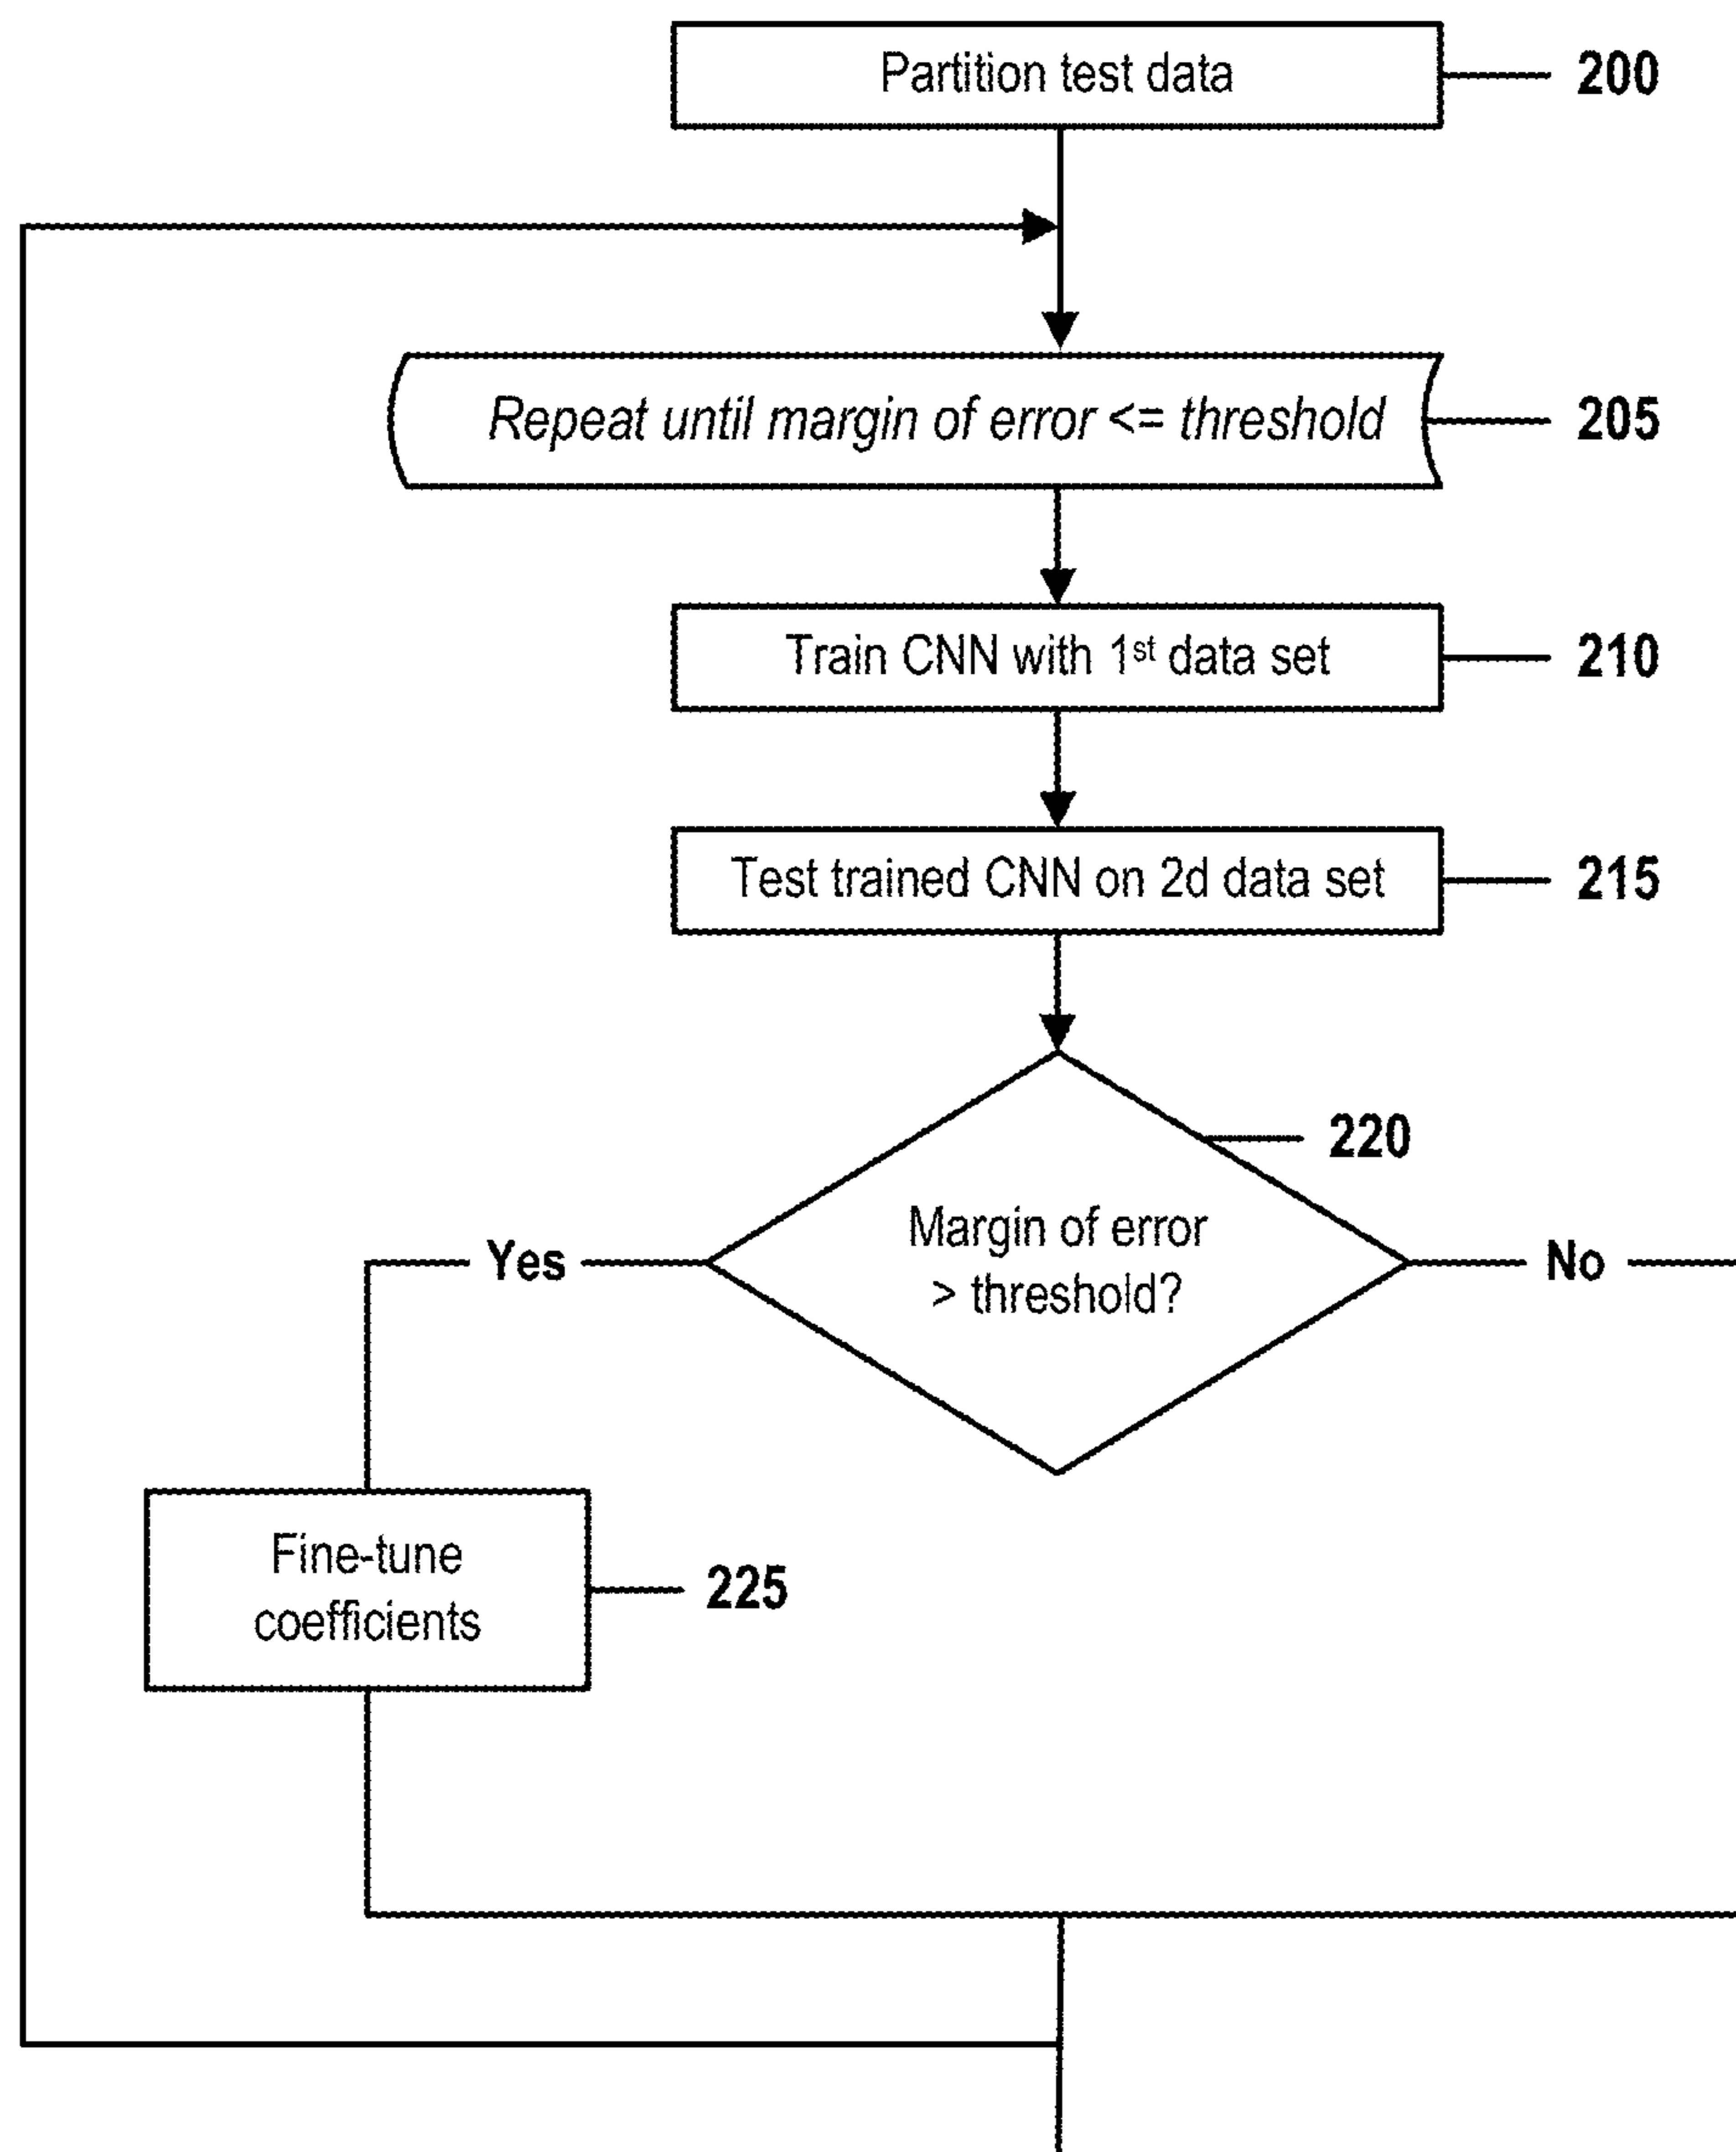 Partition test data
200
Repeat until margin of error <= threshold
205
Train CNN with 1st data set
210
Test trained CNN on 2d data set
215
220
Margin of error
> threshold?
Yes
No
Fine-tune
coefficients
225